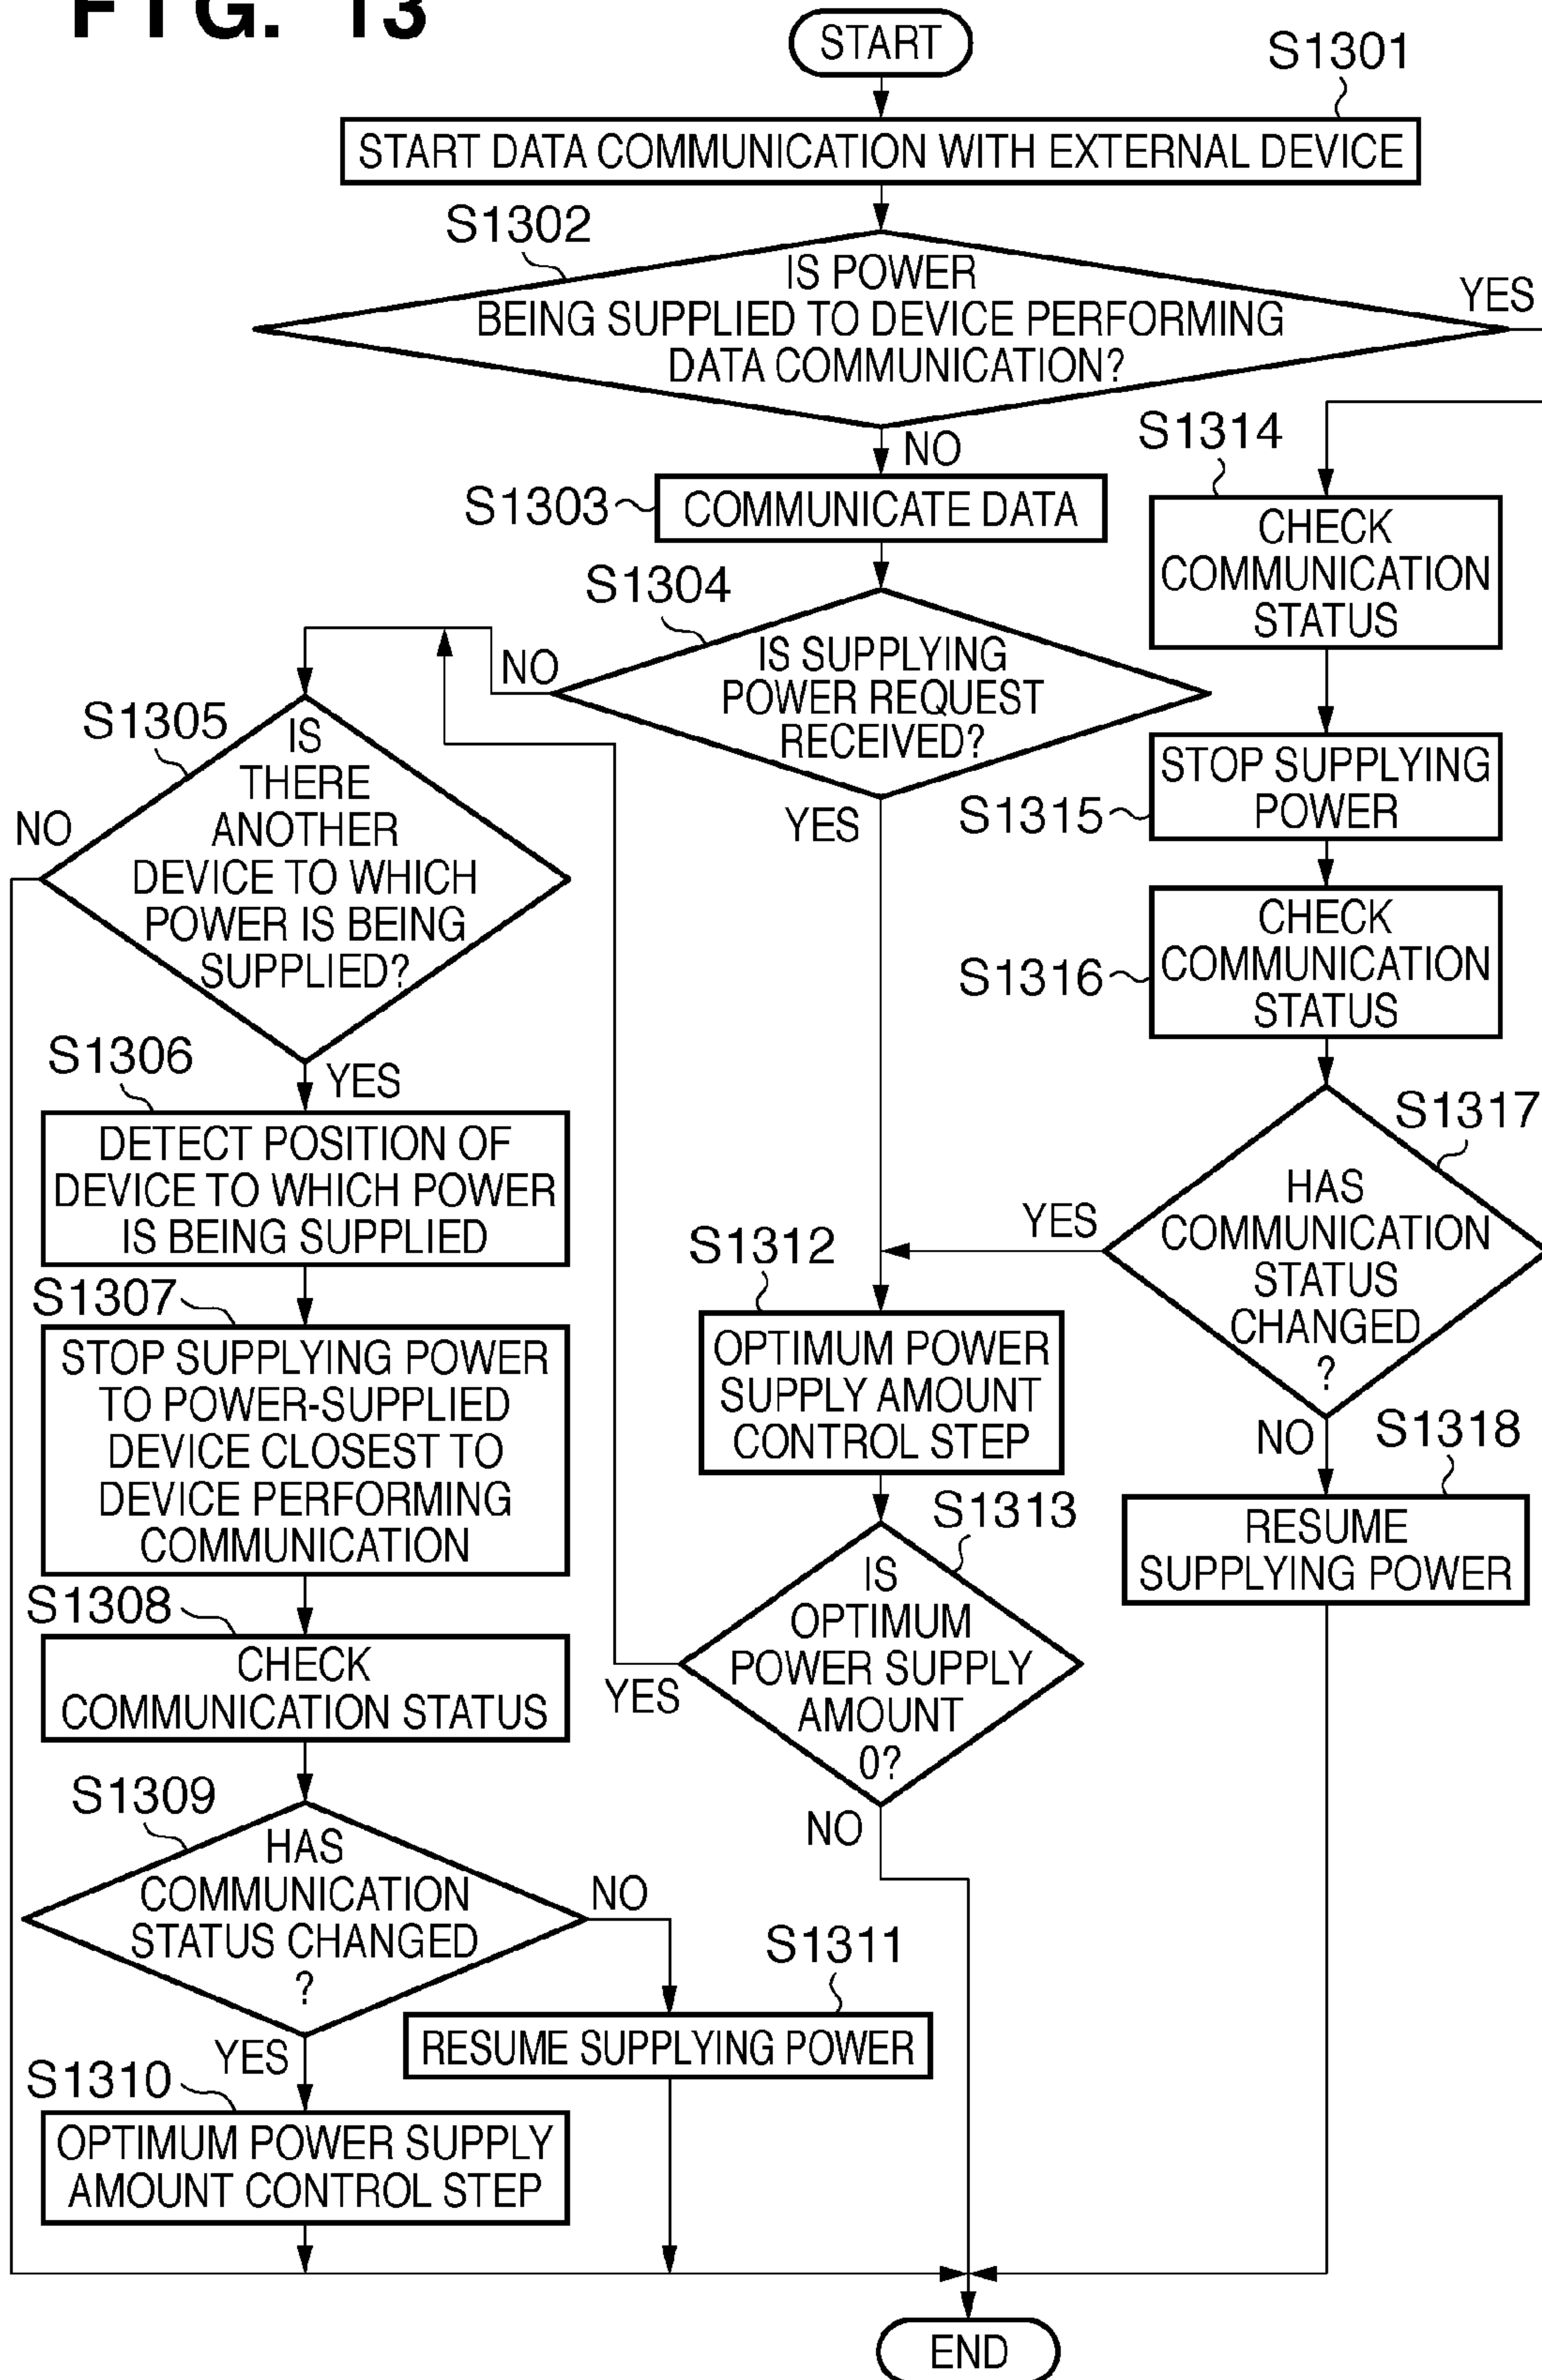 FIG. 13
START
S1301
START DATA COMMUNICATION WITH EXTERNAL DEVICE
S1302
IS POWER
BEING SUPPLIED TO DEVICE PERFORMING
DATA COMMUNICATION?
YES
NO
S1303
COMMUNICATE DATA
S1304
IS SUPPLYING
POWER REQUEST
RECEIVED?
NO
YES
S1305
IS
THERE
ANOTHER
DEVICE TO WHICH
POWER IS BEING
SUPPLIED?
NO
YES
S1306
DETECT POSITION OF
DEVICE TO WHICH POWER
IS BEING SUPPLIED
S1307
STOP SUPPLYING POWER
TO POWER-SUPPLIED
DEVICE CLOSEST TO
DEVICE PERFORMING
COMMUNICATION
S1308
CHECK
COMMUNICATION STATUS
S1309
HAS
COMMUNICATION
STATUS CHANGED
?
NO
YES
S1310
OPTIMUM POWER SUPPLY
AMOUNT CONTROL STEP
S1311
RESUME SUPPLYING POWER
S1312
OPTIMUM POWER
SUPPLY AMOUNT
CONTROL STEP
S1313
IS
OPTIMUM
POWER SUPPLY
AMOUNT
0?
YES
NO
S1314
CHECK
COMMUNICATION
STATUS
S1315
STOP SUPPLYING
POWER
S1316
CHECK
COMMUNICATION
STATUS
S1317
HAS
COMMUNICATION
STATUS
CHANGED
?
YES
NO
S1318
RESUME
SUPPLYING POWER
END